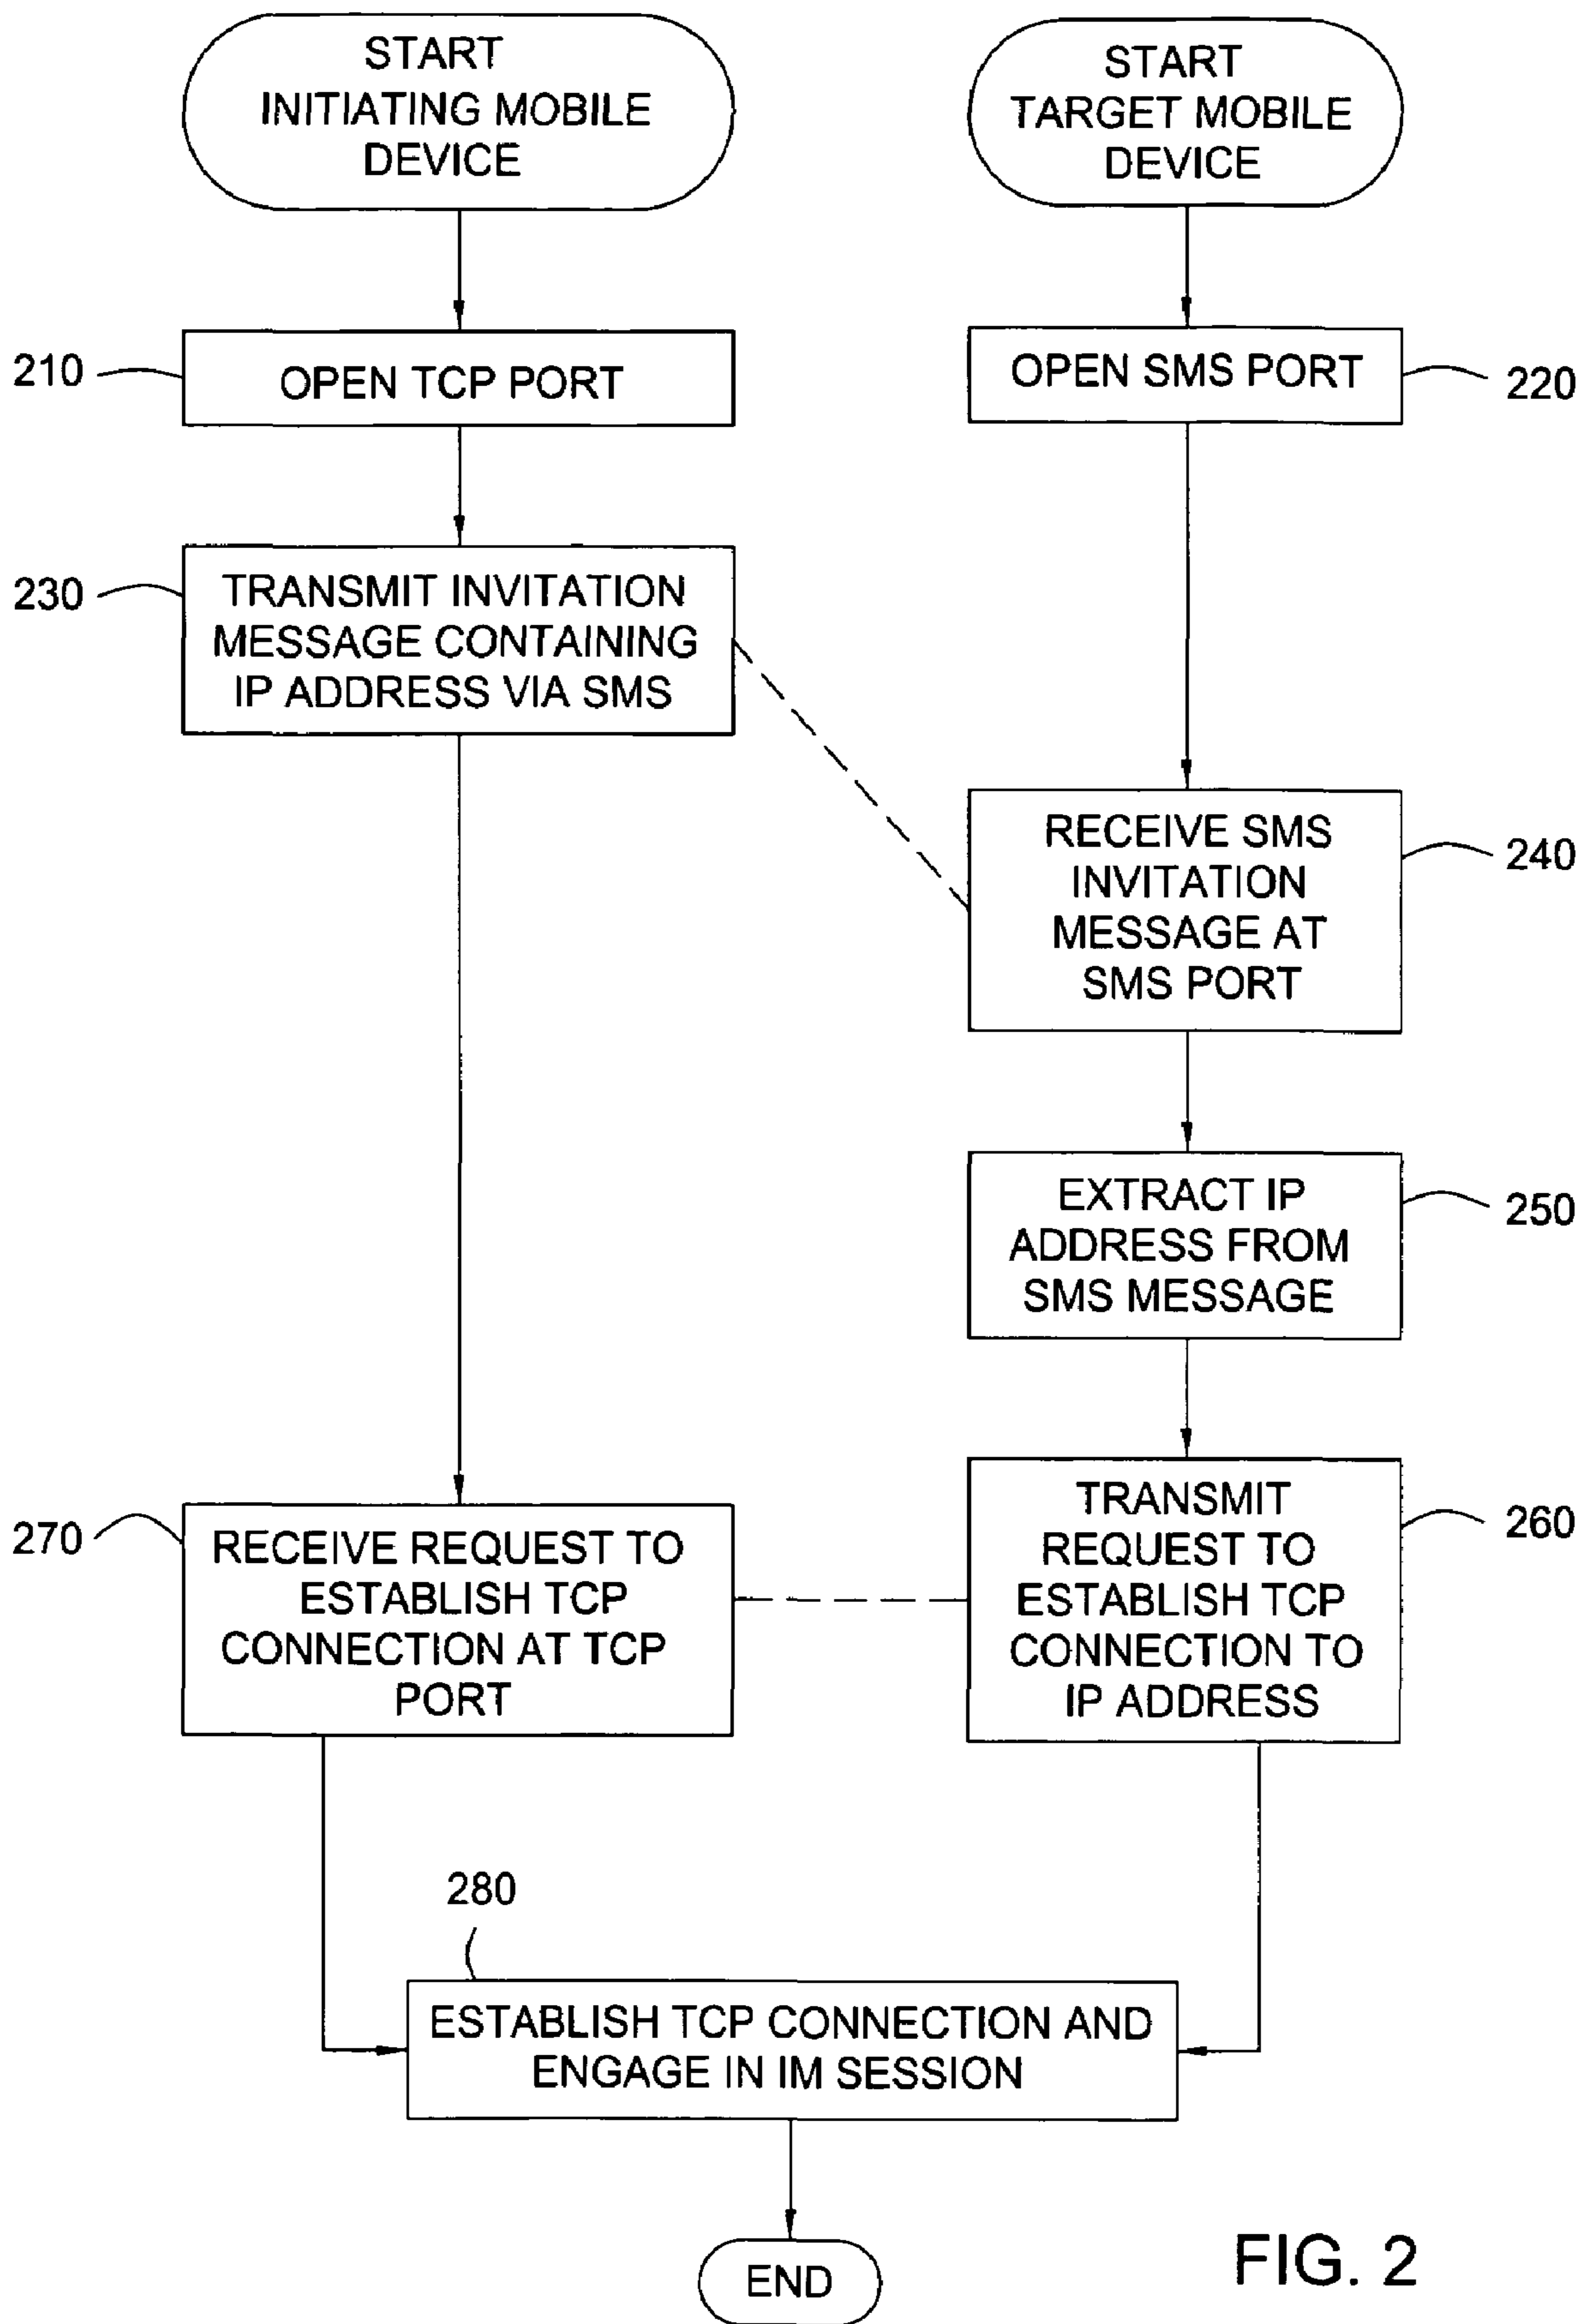 START
INITIATING MOBILE
DEVICE
START
TARGET MOBILE
DEVICE
210
OPEN TCP PORT
OPEN SMS PORT
220
230
TRANSMIT INVITATION
MESSAGE CONTAINING
IP ADDRESS VIA SMS
RECEIVE SMS
INVITATION
MESSAGE AT
SMS PORT
240
EXTRACT IP
ADDRESS FROM
SMS MESSAGE
250
270
RECEIVE REQUEST TO
ESTABLISH TCP
CONNECTION AT TCP
PORT
TRANSMIT
REQUEST TO
ESTABLISH TCP
CONNECTION TO
IP ADDRESS
260
280
ESTABLISH TCP CONNECTION AND
ENGAGE IN IM SESSION
END
FIG. 2